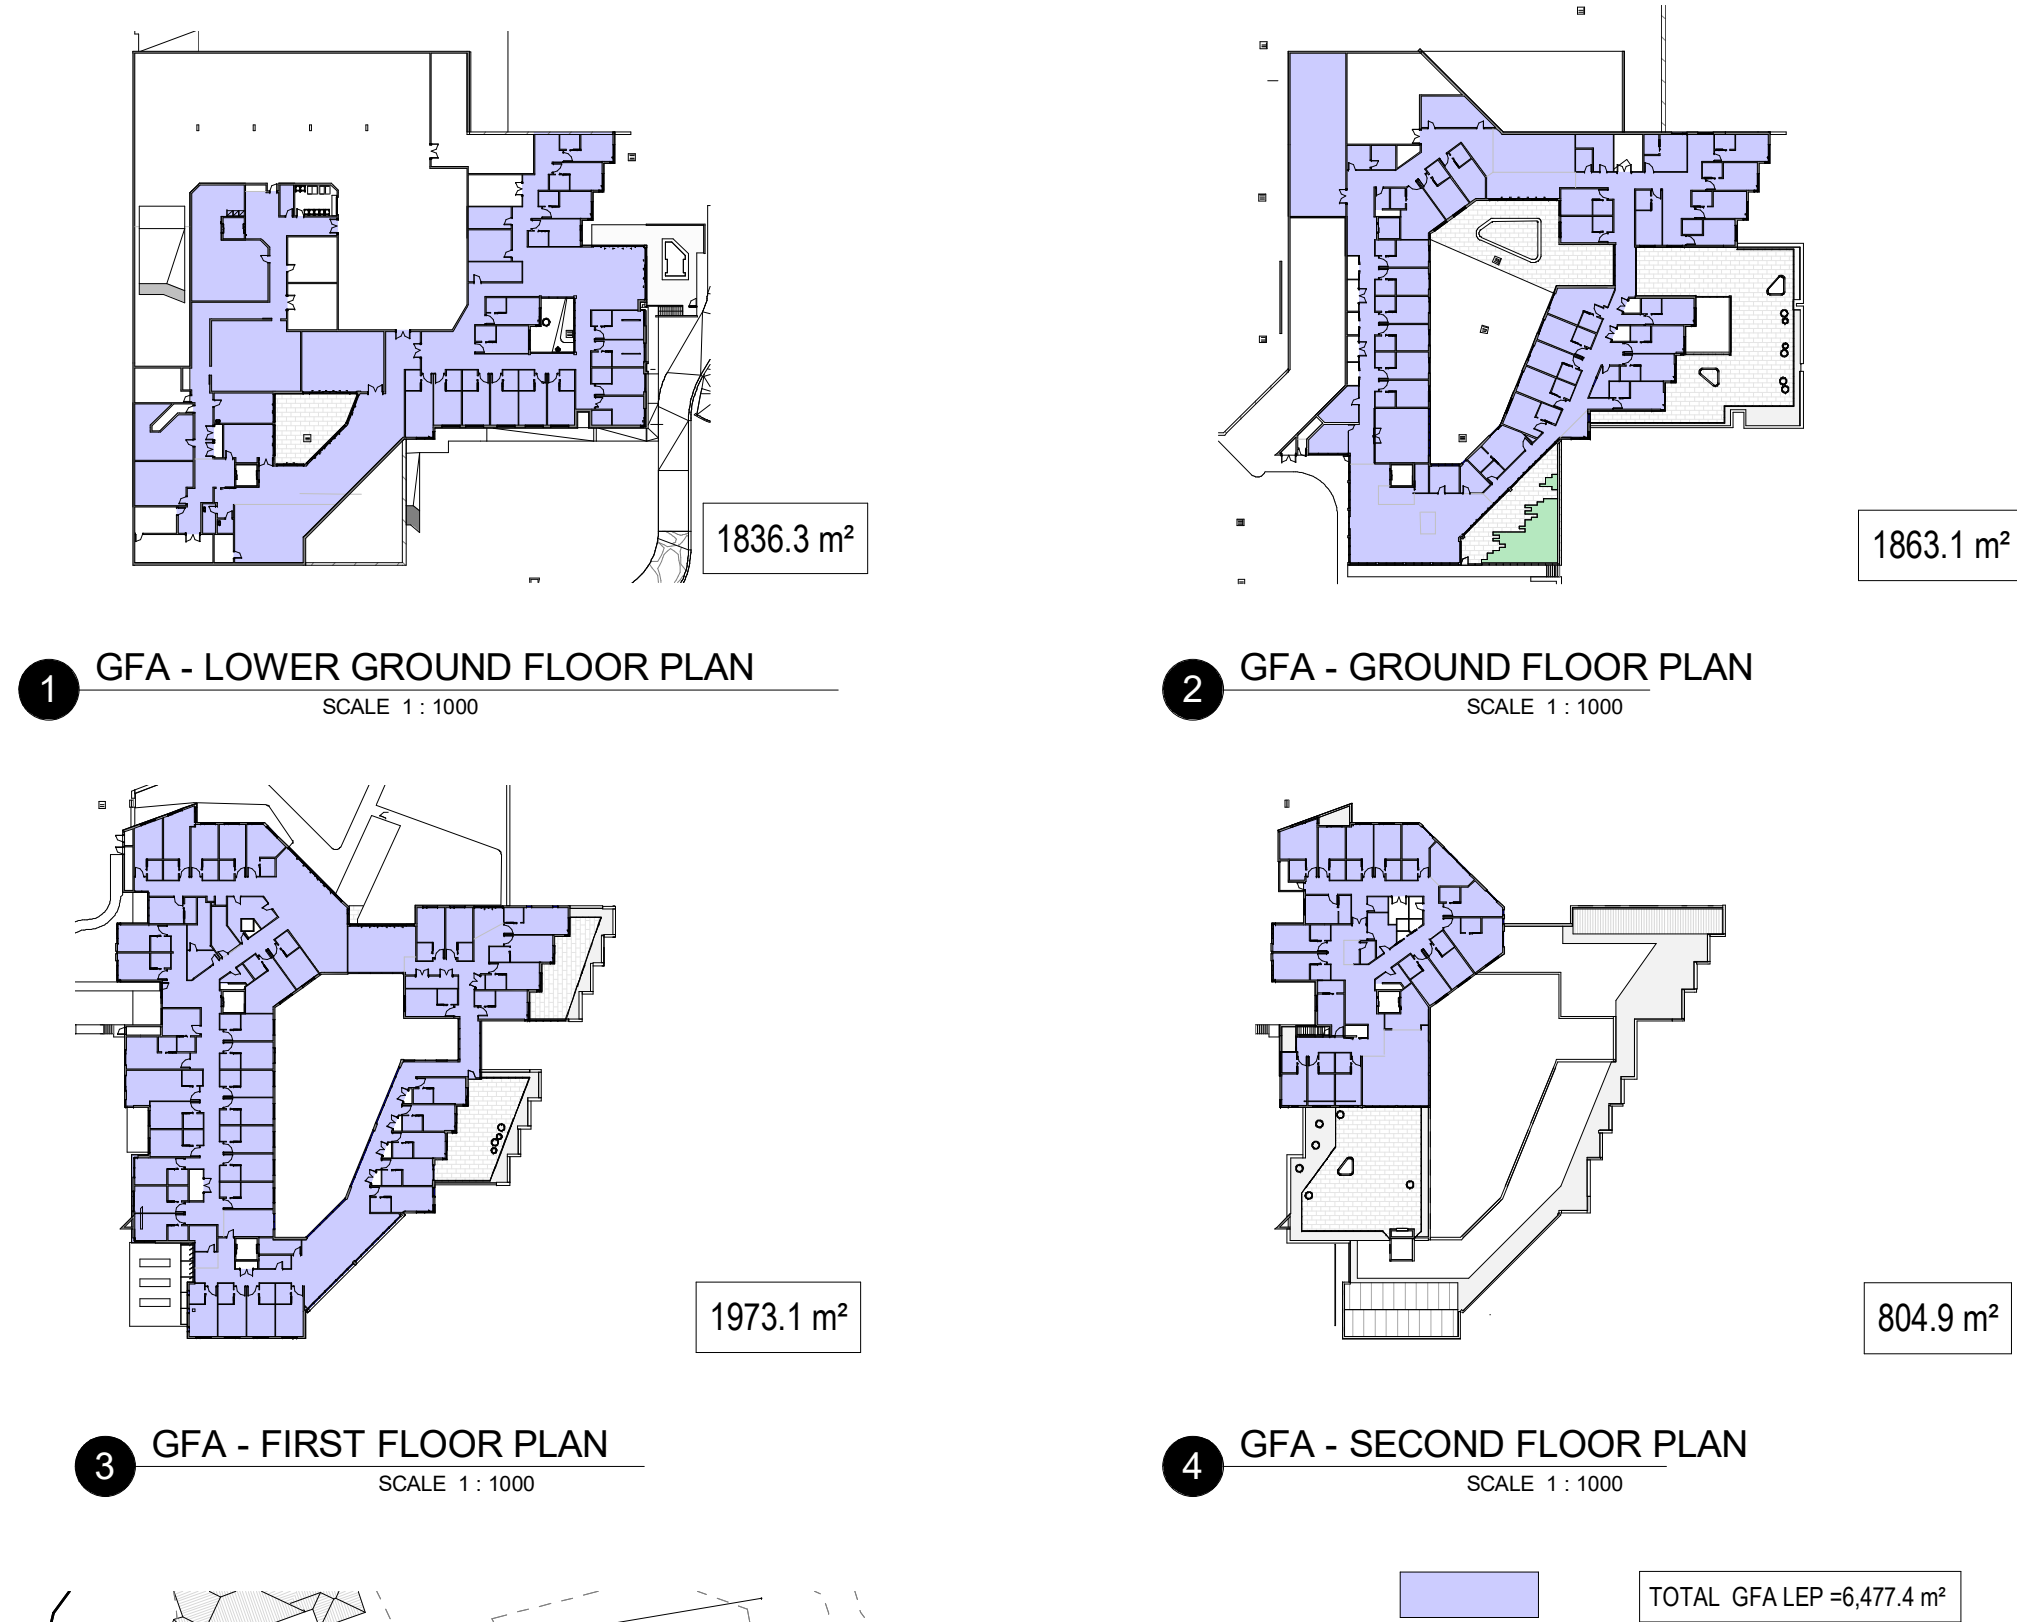 1836.3 m²
1863.1 m²
1 GFA - LOWER GROUND FLOOR PLAN
SCALE 1 : 1000
2 GFA - GROUND FLOOR PLAN
SCALE 1 : 1000
1973.1 m²
804.9 m²
3 GFA - FIRST FLOOR PLAN
SCALE 1 : 1000
4 GFA - SECOND FLOOR PLAN
SCALE 1 : 1000
TOTAL GFA LEP =6,477.4 m²